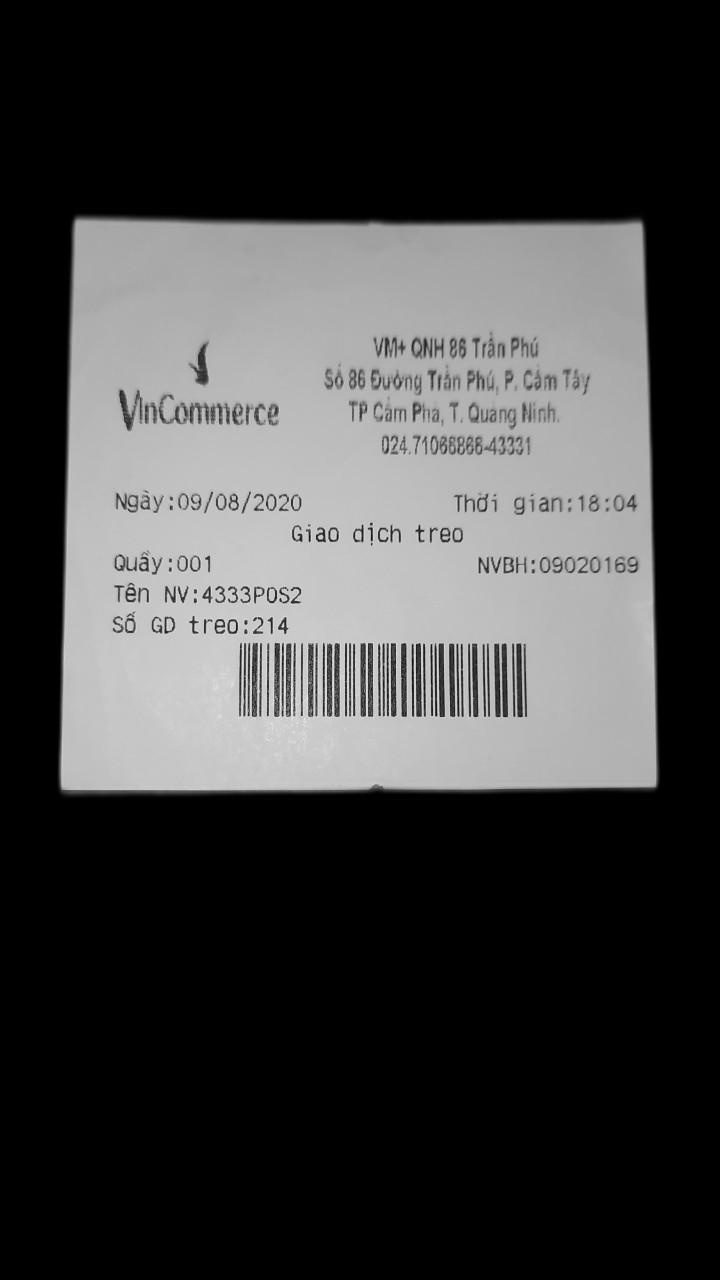 VinCommerce
VM+ QNH 86 Trần Phú
Số 86 Đường Trần Phú, P. Cẩm Tây
TP Cẩm Phả, T. Quảng Ninh.
024.71066866-43331
Ngày:09/08/2020 Thời gian:18:04
Giao dịch treo
Quầy:001 NVBH:09020169
Tên NV:4333POS2
Số GD treo:214